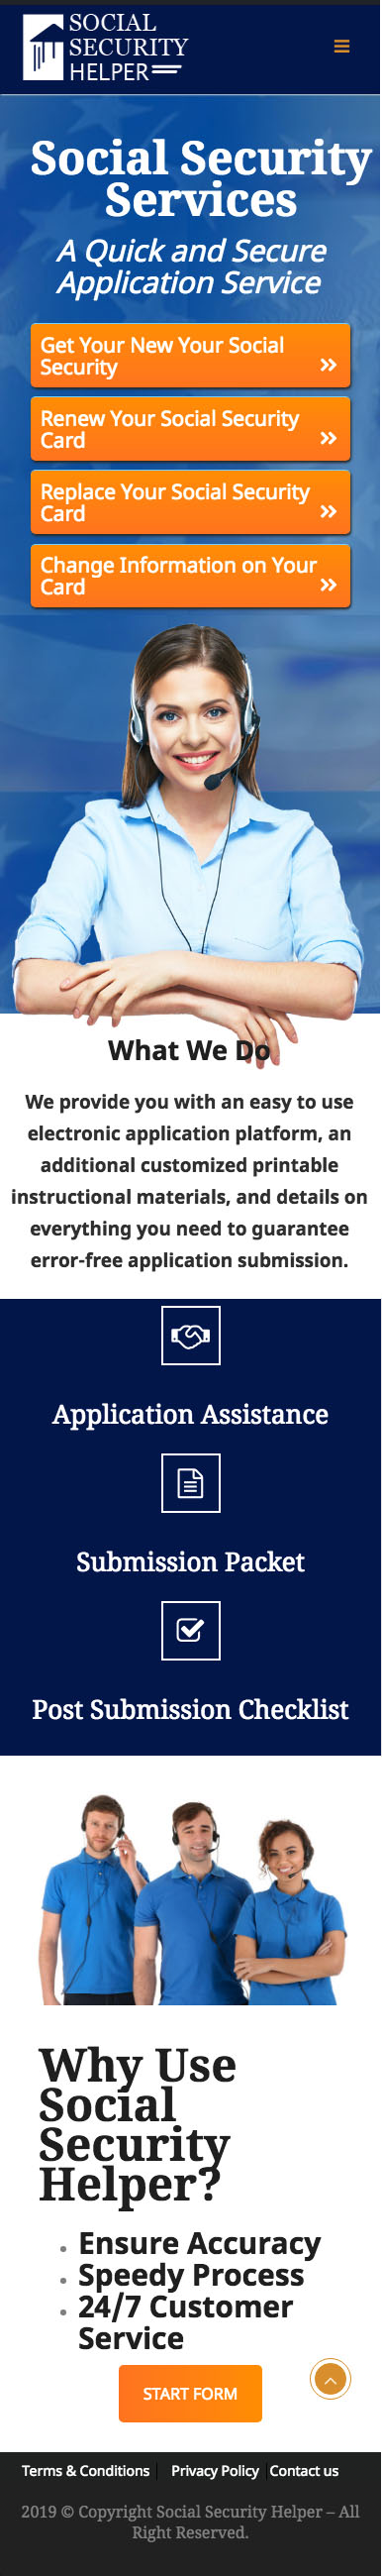 SOCIAL
SECURITY
HELPER
Social Security
Services
A Quick and Secure
Application Service
Get Your New Your Social
Security
Renew Your Social Security
Card
Replace Your Social Security
Card
Change Information on Your
Card
What We Do
We provide you with an easy to use
electronic application platform, an
additional customized printable
instructional materials, and details on
everything you need to guarantee
error-free application submission.
Application Assistance
Submission Packet
Post Submission Checklist
Why Use
Social
Security
Helper?
Ensure Accuracy
Speedy Process
24/7 Customer
Service
START FORM
Terms & Conditions | Privacy Policy | Contact us
2019 © Copyright Social Security Helper – All
Right Reserved.